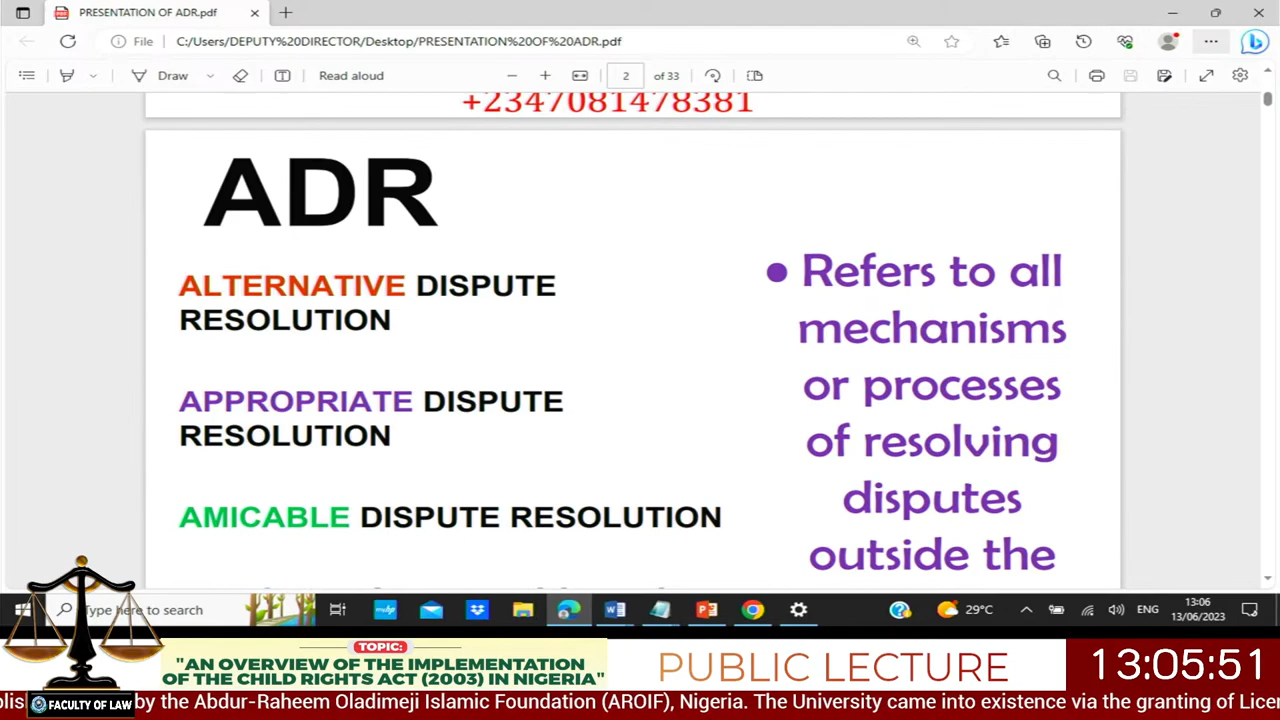 PRESENTATION OF ADR.pdf
File
C:/Users/DEPUTY%20DIRECTOR/Desktop/PRESENTATION%20OF%20ADR.pdf
Draw
Read aloud
2
of 33
+2347081478381
ADR
ALTERNATIVE DISPUTE
RESOLUTION
APPROPRIATE DISPUTE
RESOLUTION
AMICABLE DISPUTE RESOLUTION
• Refers to all
mechanisms
or processes
of resolving
disputes
outside the
Type here to search
29°C
ENG
13:06
13/06/2023
TOPIC:
"AN OVERVIEW OF THE IMPLEMENTATION
OF THE CHILD RIGHTS ACT (2003) IN NIGERIA"
PUBLIC LECTURE
13:05:51
FACULTY OF LAW
by the Abdur-Raheem Oladimeji Islamic Foundation (AROIF), Nigeria. The University came into existence via the granting of